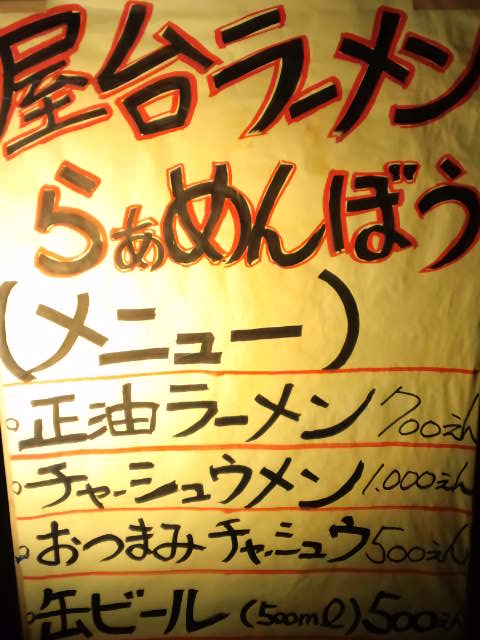 屋台ラーメン
らぁめんぼう
(メニュー)
正油ラーメン 700えん
チャーシュウメン 1.000えん
おつまみチャーシュウ 500えん
缶ビール (500ml) 500えん